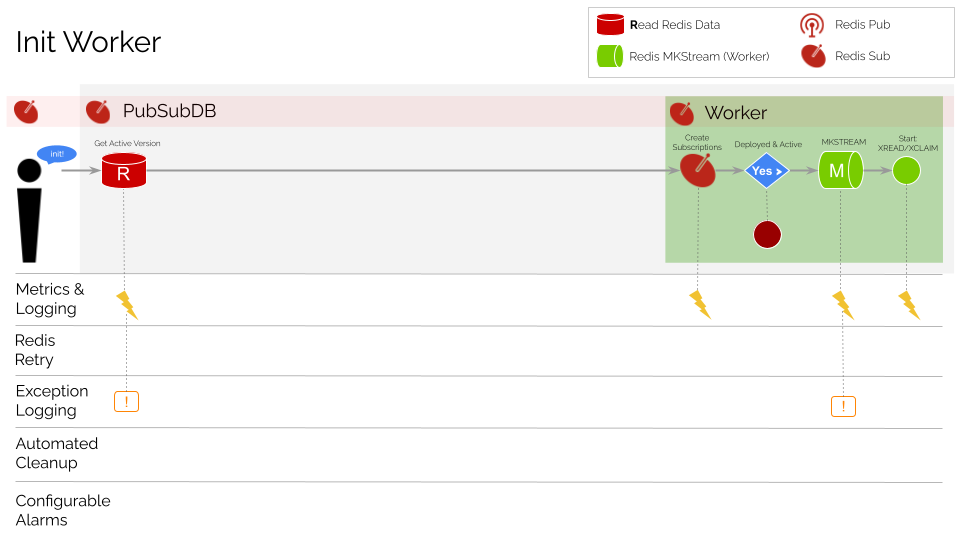 Init Worker
Read Redis Data
Redis Pub
Redis MKStream (Worker)
Redis Sub
PubSubDB
Worker
init!
Get Active Version
R
Create
Subscriptions
Deployed & Active
Yes >
MKSTREAM
M
Start
XREAD/XCLAIM
Metrics &
Logging
Redis
Retry
Exception
Logging
!
!
Automated
Cleanup
Configurable
Alarms